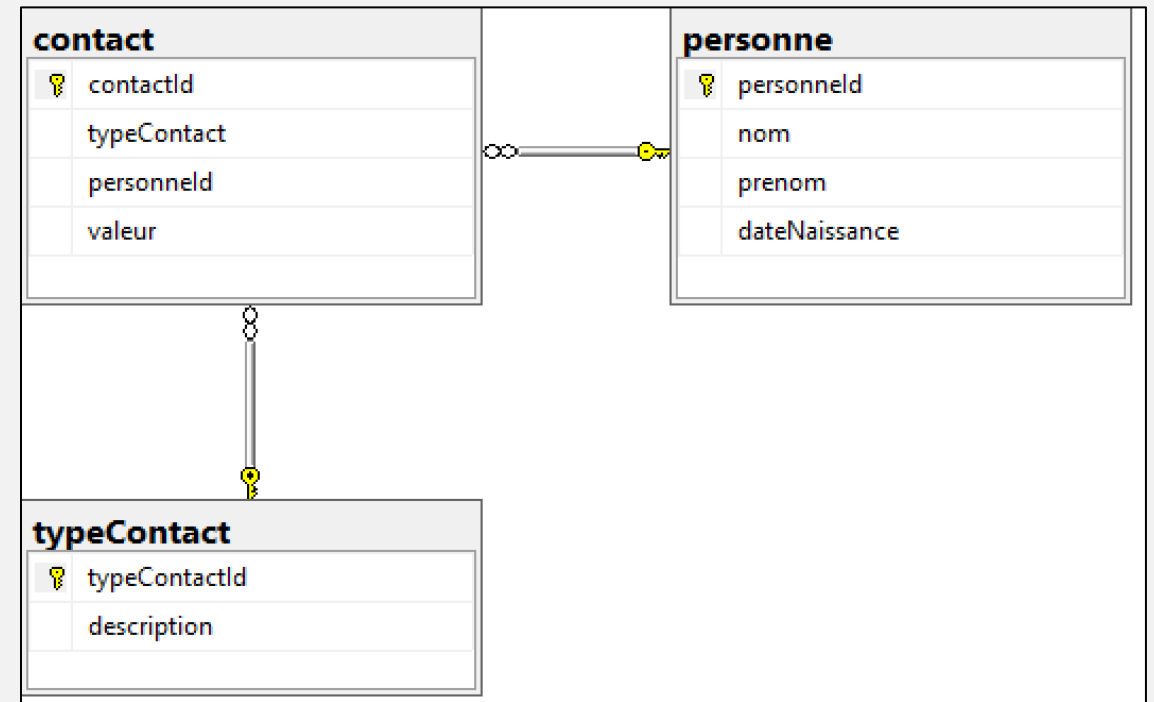 contact
contactId
typeContact
personneId
valeur
personne
personneId
nom
prenom
dateNaissance
typeContact
typeContactId
description